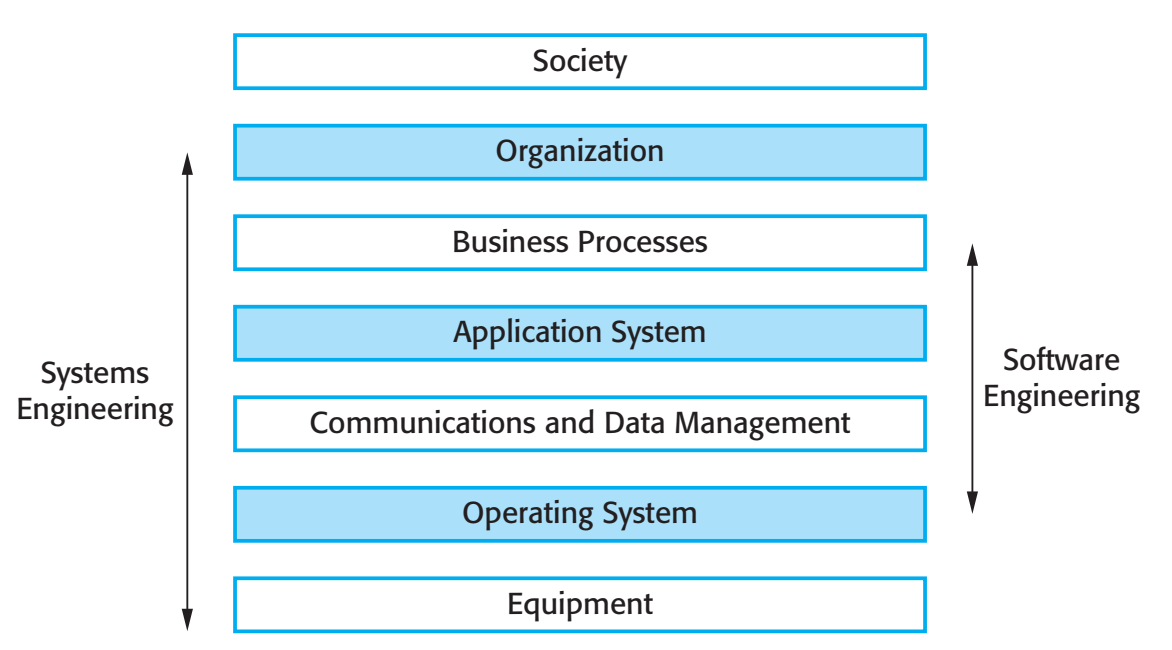 Society
Organization
Business Processes
Application System
Systems
Engineering
Software
Engineering
Communications and Data Management
Operating System
Equipment